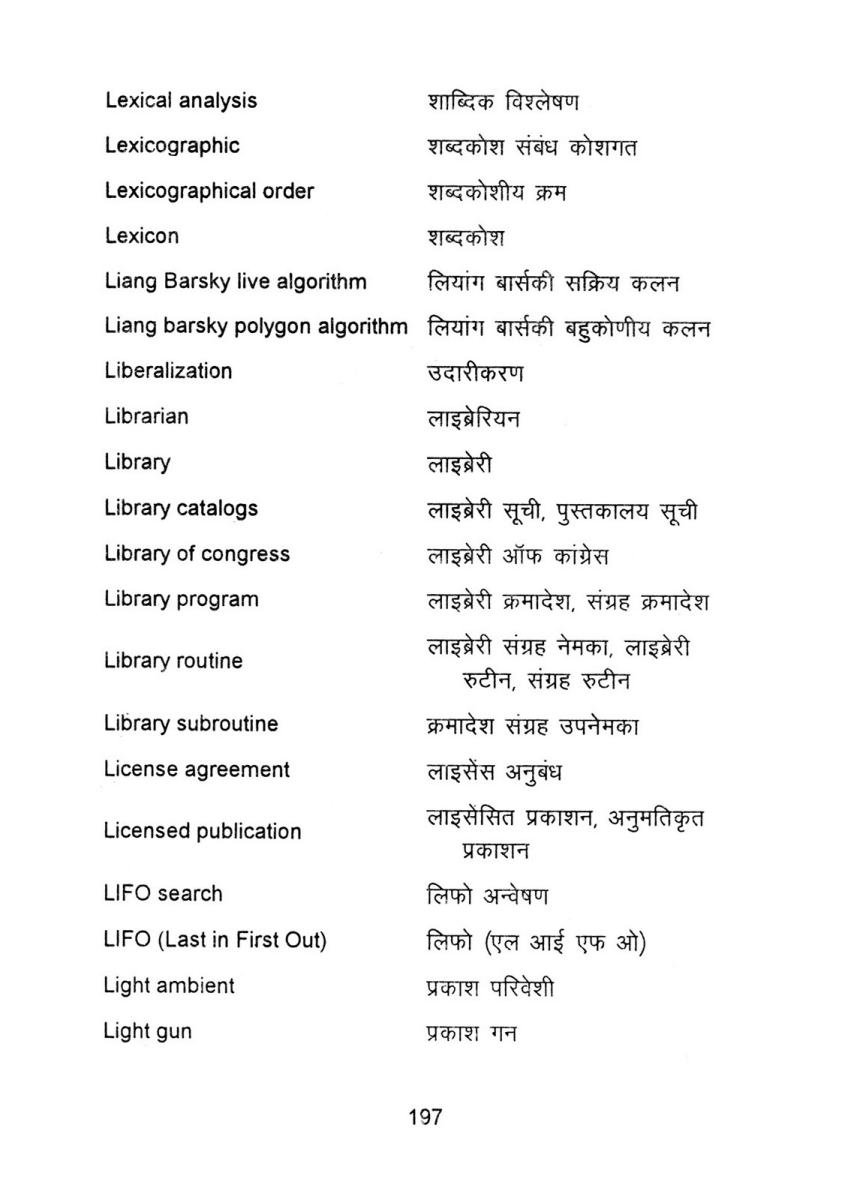 Lexical analysis शाब्दिक विश्लेषण
Lexicographic शब्दकोश संबंध कोशगत
Lexicographical order शब्दकोशीय क्रम
Lexicon शब्दकोश
Liang Barsky live algorithm लियांग बार्सकी सक्रिय कलन
Liang barsky polygon algorithm लियांग बार्सकी बहुकोणीय कलन
Liberalization उदारीकरण
Librarian लाइब्रेरियन
Library लाइब्रेरी
Library catalogs लाइब्रेरी सूची, पुस्तकालय सूची
Library of congress लाइब्रेरी ऑफ कांग्रेस
Library program लाइब्रेरी क्रमादेश, संग्रह क्रमादेश
Library routine लाइब्रेरी संग्रह नेमका, लाइब्रेरी
रुटीन, संग्रह रुटीन
Library subroutine क्रमादेश संग्रह उपनेमका
License agreement लाइसेंस अनुबंध
Licensed publication लाइसेंसित प्रकाशन, अनुमतिकृत
प्रकाशन
LIFO search लिफो अन्वेषण
LIFO (Last in First Out) लिफो (एल आई एफ ओ)
Light ambient प्रकाश परिवेशी
Light gun प्रकाश गन
197